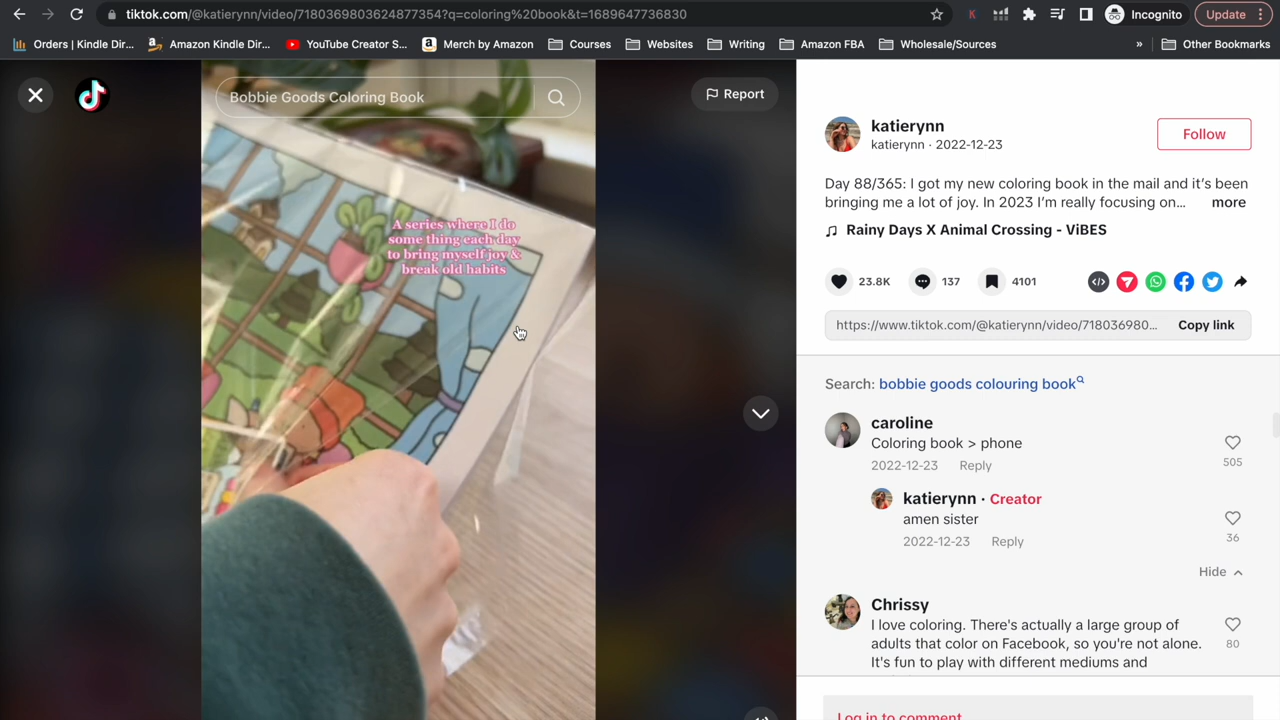 tiktok.com/@katierynn/video/7180369803624877354?q=coloring%20book&t=1689647736830
Incognito
Update
Orders | Kindle Dir...
Amazon Kindle Dir...
YouTube Creator S...
Merch by Amazon
Courses
Websites
Writing
Amazon FBA
Wholesale/Sources
»
Other Bookmarks
Bobbie Goods Coloring Book
Report
A series where I do
some thing each day
to bring myself joy &
break old habits
katierynn
katierynn · 2022-12-23
Follow
Day 88/365: I got my new coloring book in the mail and it's been
bringing me a lot of joy. In 2023 I'm really focusing on... more
Rainy Days X Animal Crossing - ViBES
23.8K 137 4101
https://www.tiktok.com/@katierynn/video/718036980... Copy link
Search: bobbie goods colouring book
caroline
Coloring book > phone
2022-12-23 Reply
505
katierynn · Creator
amen sister
2022-12-23 Reply
36
Hide
Chrissy
I love coloring. There's actually a large group of
adults that color on Facebook, so you're not alone.
It's fun to play with different mediums and
80
Log in to comment